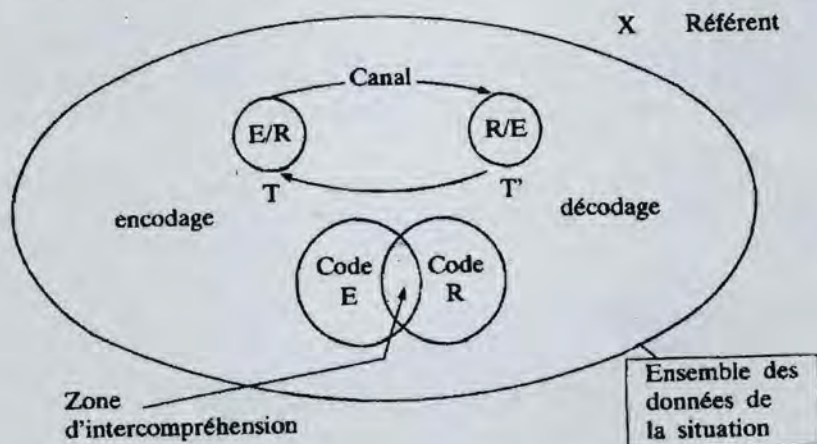 X Référent
Canal
E/R
R/E
T
T'
encodage
décodage
Code
E
Code
R
Zone
d'intercompréhension
Ensemble des
données de
la situation